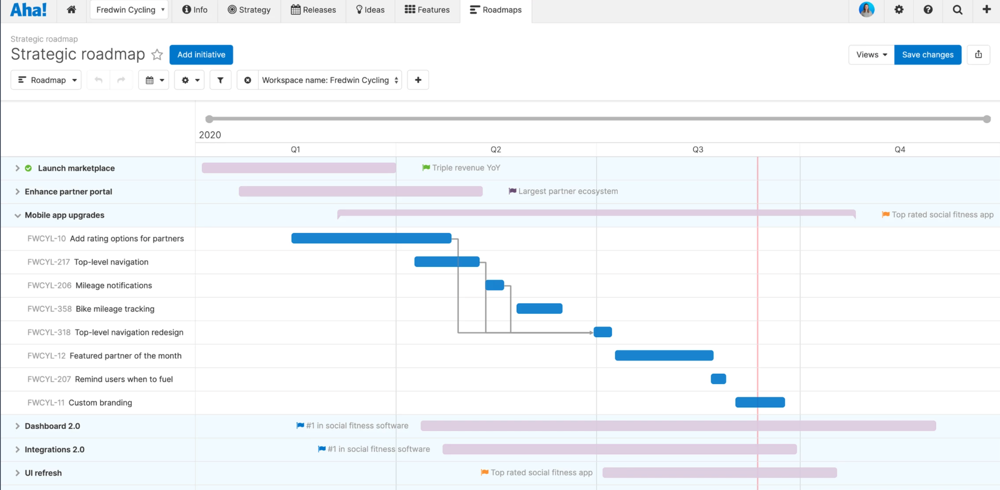 Aha!
Fredwin Cycling
Info
Strategy
Releases
Ideas
Features
Roadmaps
Strategic roadmap
Strategic roadmap
Add initiative
Views
Save changes
Roadmap
Workspace name: Fredwin Cycling
2020
Q1 Q2 Q3 Q4
Launch marketplace
Triple revenue YoY
Enhance partner portal
Largest partner ecosystem
Mobile app upgrades
Top rated social fitness app
FWCYL-10 Add rating options for partners
FWCYL-217 Top-level navigation
FWCYL-206 Mileage notifications
FWCYL-358 Bike mileage tracking
FWCYL-318 Top-level navigation redesign
FWCYL-12 Featured partner of the month
FWCYL-207 Remind users when to fuel
FWCYL-11 Custom branding
Dashboard 2.0
#1 in social fitness software
Integrations 2.0
#1 in social fitness software
UI refresh
Top rated social fitness app